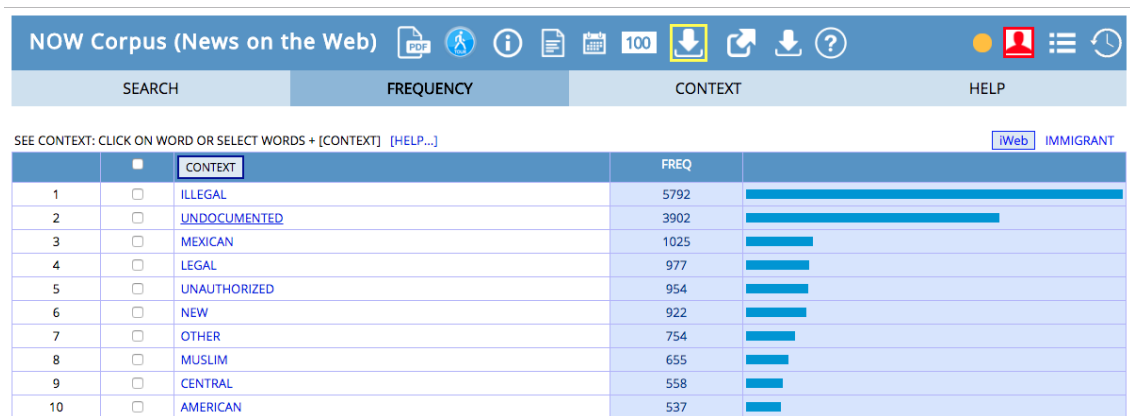 NOW Corpus (News on the Web) PDF 100
SEARCH FREQUENCY CONTEXT HELP
SEE CONTEXT: CLICK ON WORD OR SELECT WORDS + [CONTEXT] [HELP...] iWeb IMMIGRANT
CONTEXT FREQ
1 ILLEGAL 5792
2 UNDOCUMENTED 3902
3 MEXICAN 1025
4 LEGAL 977
5 UNAUTHORIZED 954
6 NEW 922
7 OTHER 754
8 MUSLIM 655
9 CENTRAL 558
10 AMERICAN 537